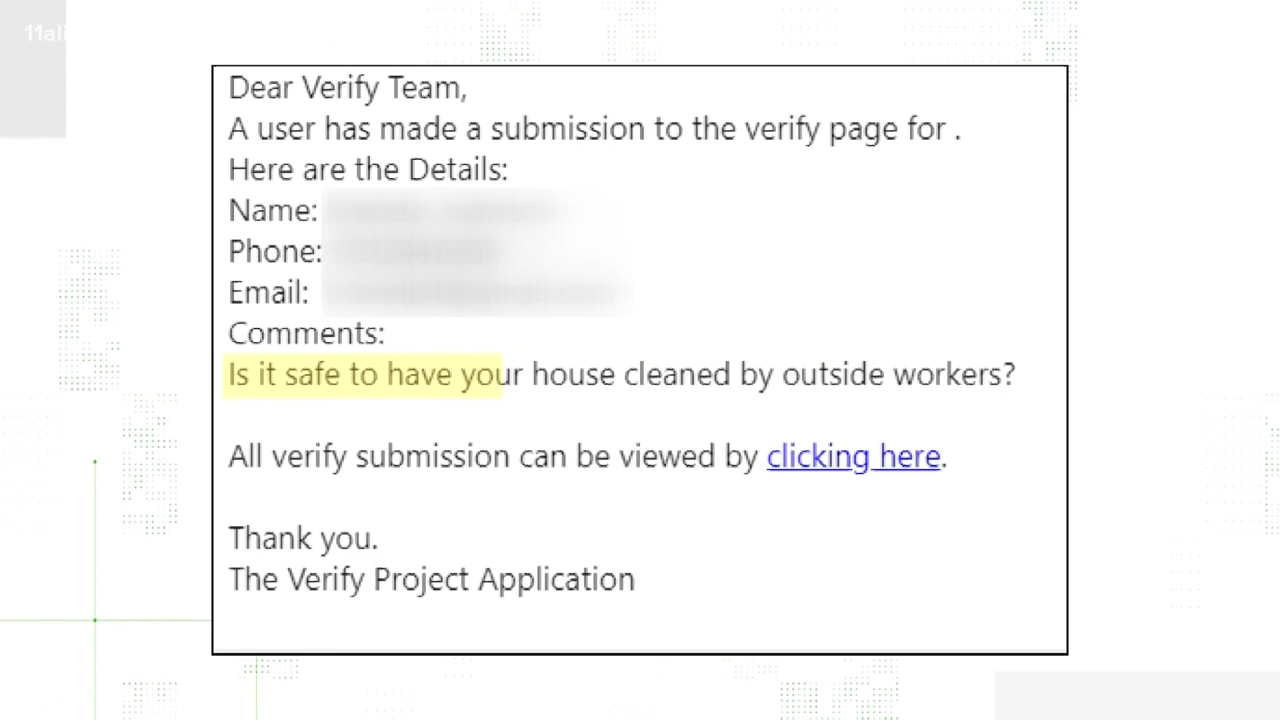 11ali
Dear Verify Team,
A user has made a submission to the verify page for .
Here are the Details:
Name:
Phone:
Email:
Comments:
Is it safe to have your house cleaned by outside workers?
All verify submission can be viewed by clicking here.
Thank you.
The Verify Project Application